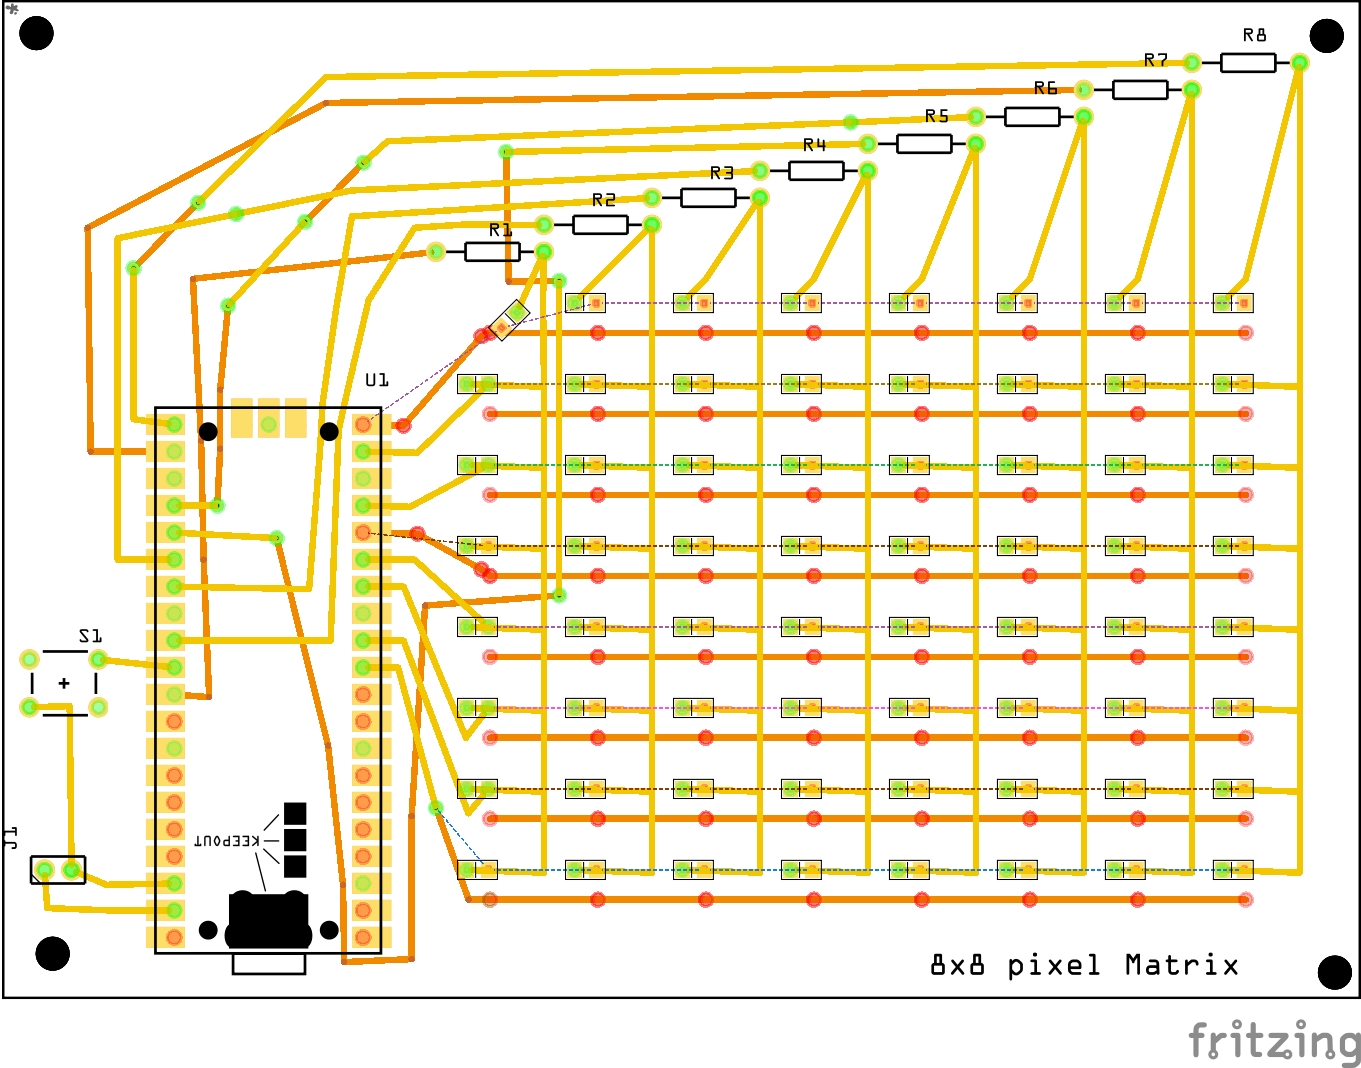 *
R8
R7
R6
R5
R4
R3
R2
R1
U1
S1
+
KEEPOUT
J1
8x8 pixel Matrix
fritzing